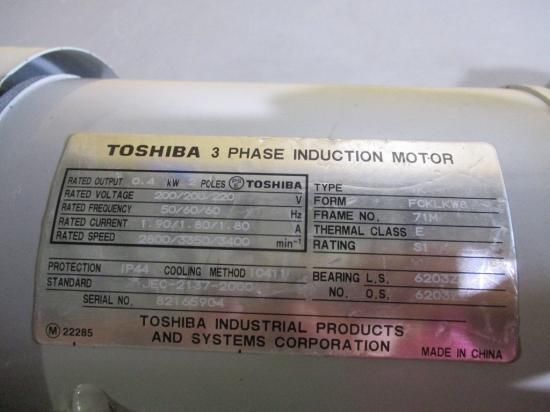 TOSHIBA 3 PHASE INDUCTION MOTOR
RATED OUTPUT 0.4 kW 2 POLES TOSHIBA
RATED VOLTAGE 200/200/220 V
RATED FREQUENCY 50/60/60 Hz
RATED CURRENT 1.90/1.80/1.80 A
RATED SPEED 2800/3350/3400 min⁻¹
TYPE
FORM FCKLKW8
FRAME NO. 71M
THERMAL CLASS E
RATING S1
PROTECTION IP44 COOLING METHOD IC411
STANDARD JEC-2137-2000
SERIAL NO. 82165904
BEARING L.S.
NO. O.S.
M 22285
TOSHIBA INDUSTRIAL PRODUCTS
AND SYSTEMS CORPORATION
MADE IN CHINA